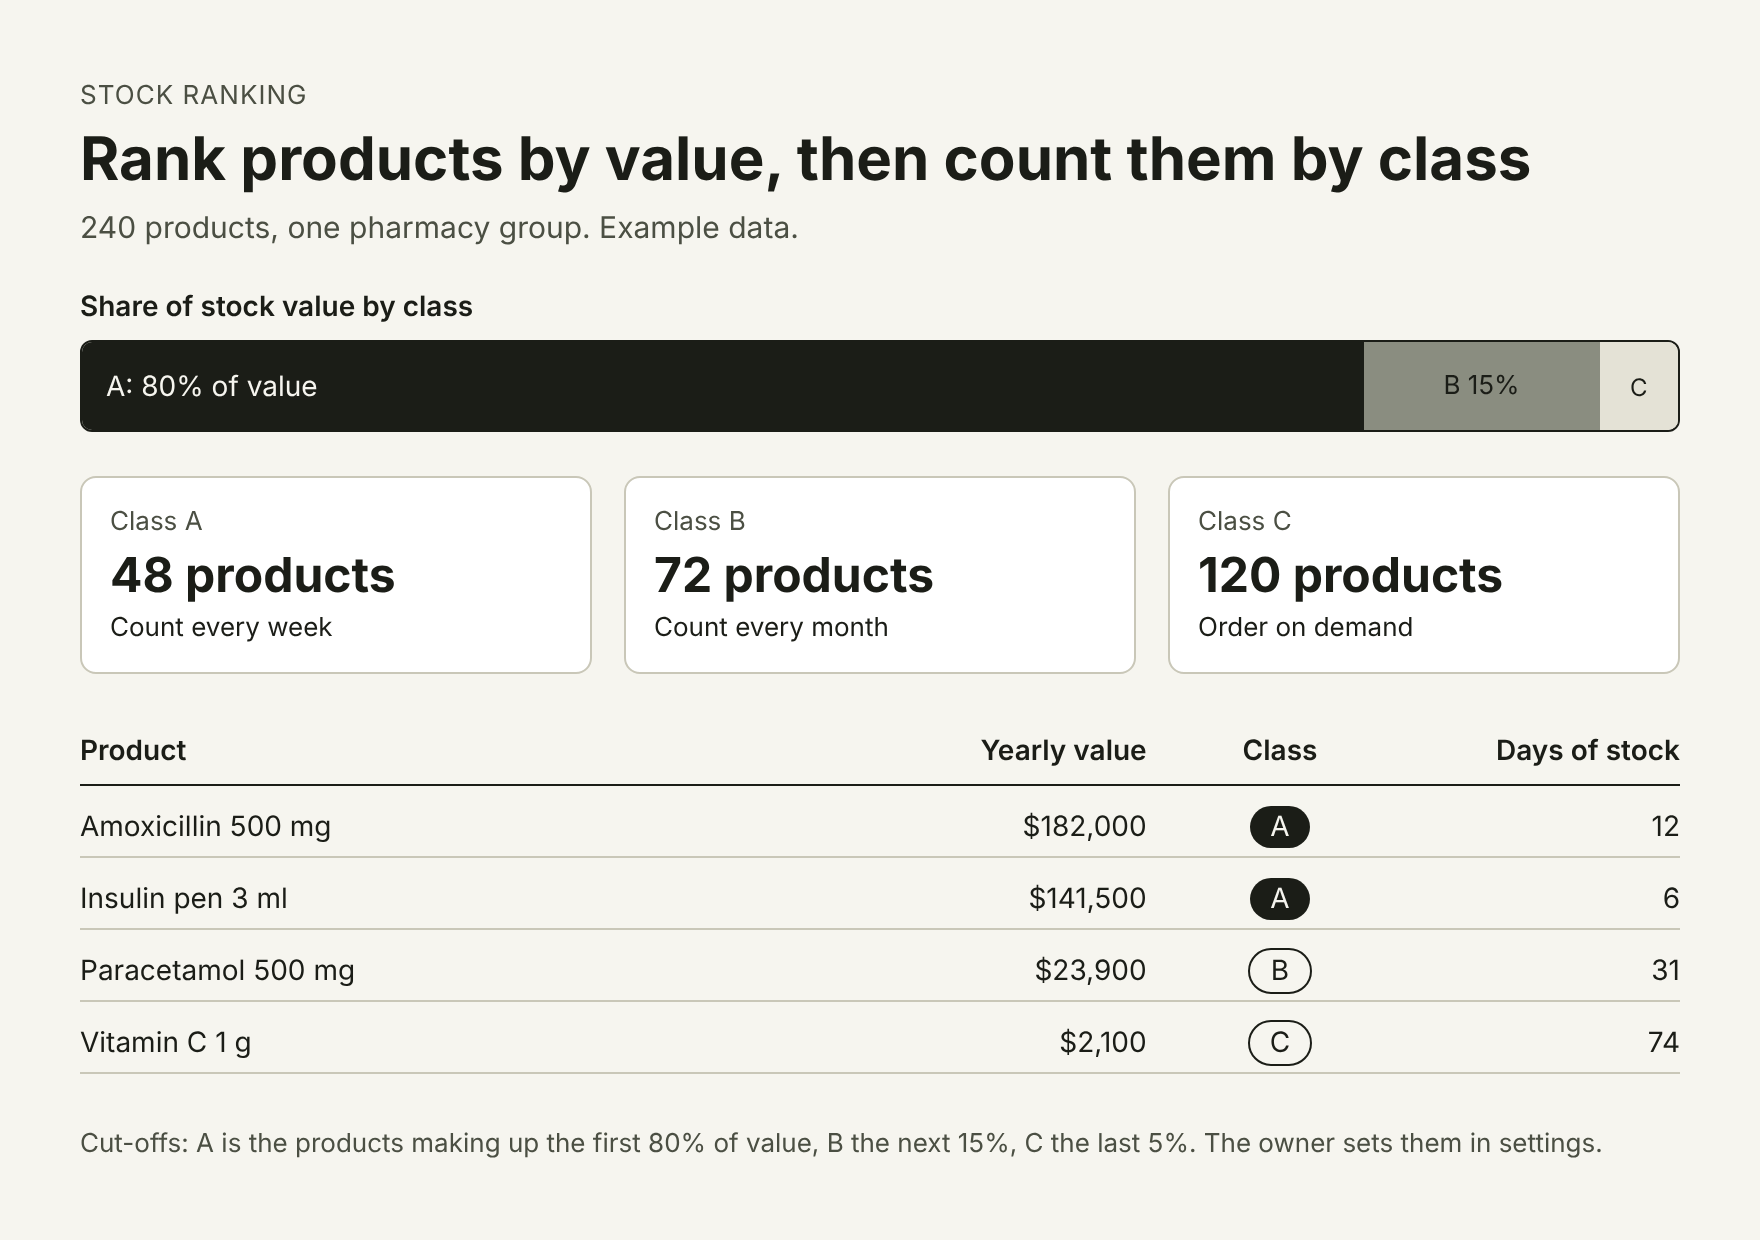 STOCK RANKING
Rank products by value, then count them by class
240 products, one pharmacy group. Example data.
Share of stock value by class
A: 80% of value
B 15%
C
Class A
48 products
Count every week
Class B
72 products
Count every month
Class C
120 products
Order on demand
Product Yearly value Class Days of stock
Amoxicillin 500 mg $182,000 A 12
Insulin pen 3 ml $141,500 A 6
Paracetamol 500 mg $23,900 B 31
Vitamin C 1 g $2,100 C 74
Cut-offs: A is the products making up the first 80% of value, B the next 15%, C the last 5%. The owner sets them in settings.